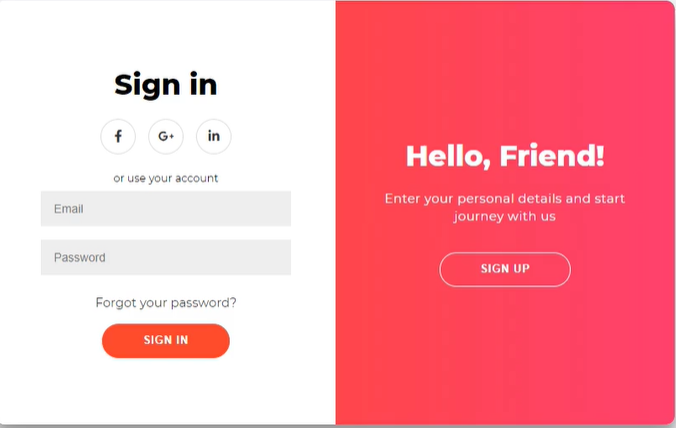 Sign in
f G+ in
or use your account
Email
Password
Forgot your password?
SIGN IN
Hello, Friend!
Enter your personal details and start
journey with us
SIGN UP